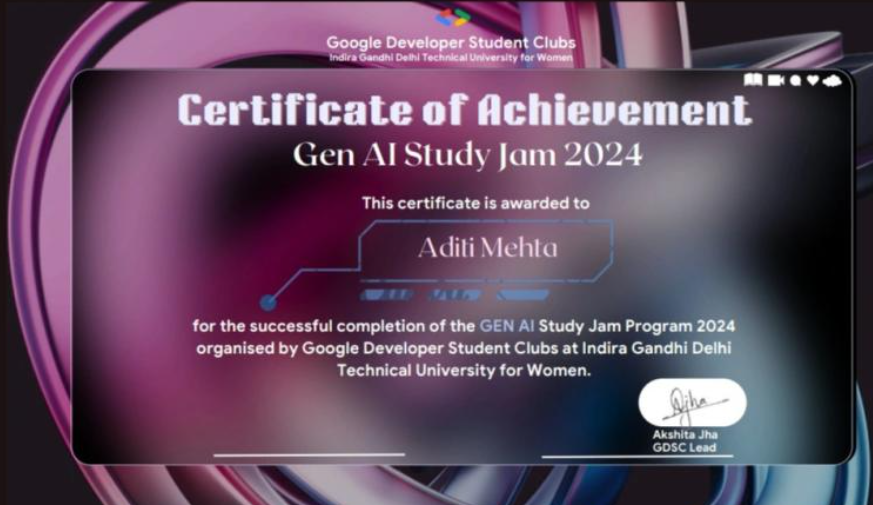 Google Developer Student Clubs
Indira Gandhi Delhi Technical University for Women
Certificate of Achievement
Gen AI Study Jam 2024
This certificate is awarded to
Aditi Mehta
for the successful completion of the GEN AI Study Jam Program 2024
organised by Google Developer Student Clubs at Indira Gandhi Delhi
Technical University for Women.
Ajha
Akshita Jha
GDSC Lead